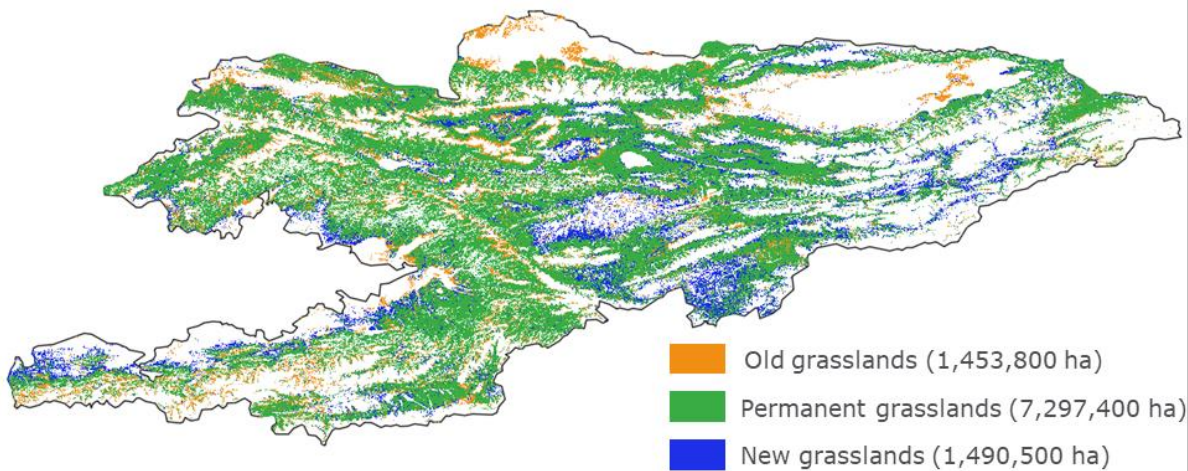 Old grasslands (1,453,800 ha)
Permanent grasslands (7,297,400 ha)
New grasslands (1,490,500 ha)